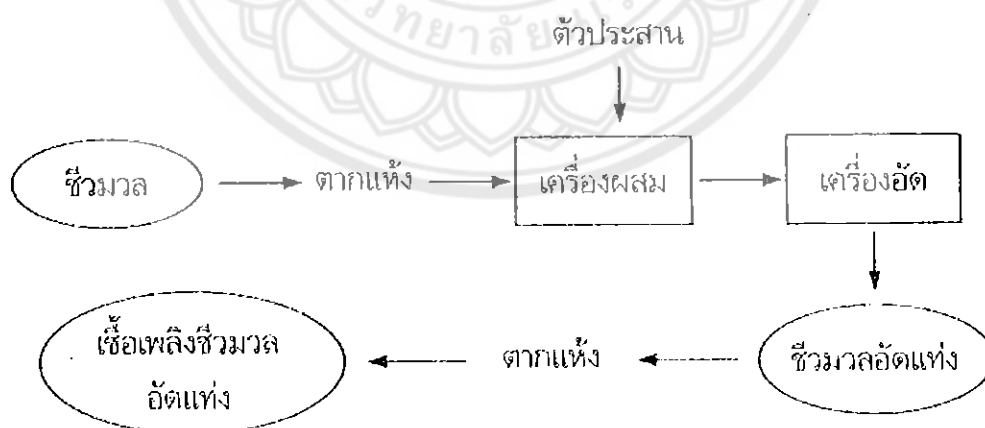 ตัวประสาน
ชีวมวล
ตากแห้ง
เครื่องผสม
เครื่องอัด
เชื้อเพลิงชีวมวล
อัดแท่ง
ตากแห้ง
ชีวมวลอัดแท่ง